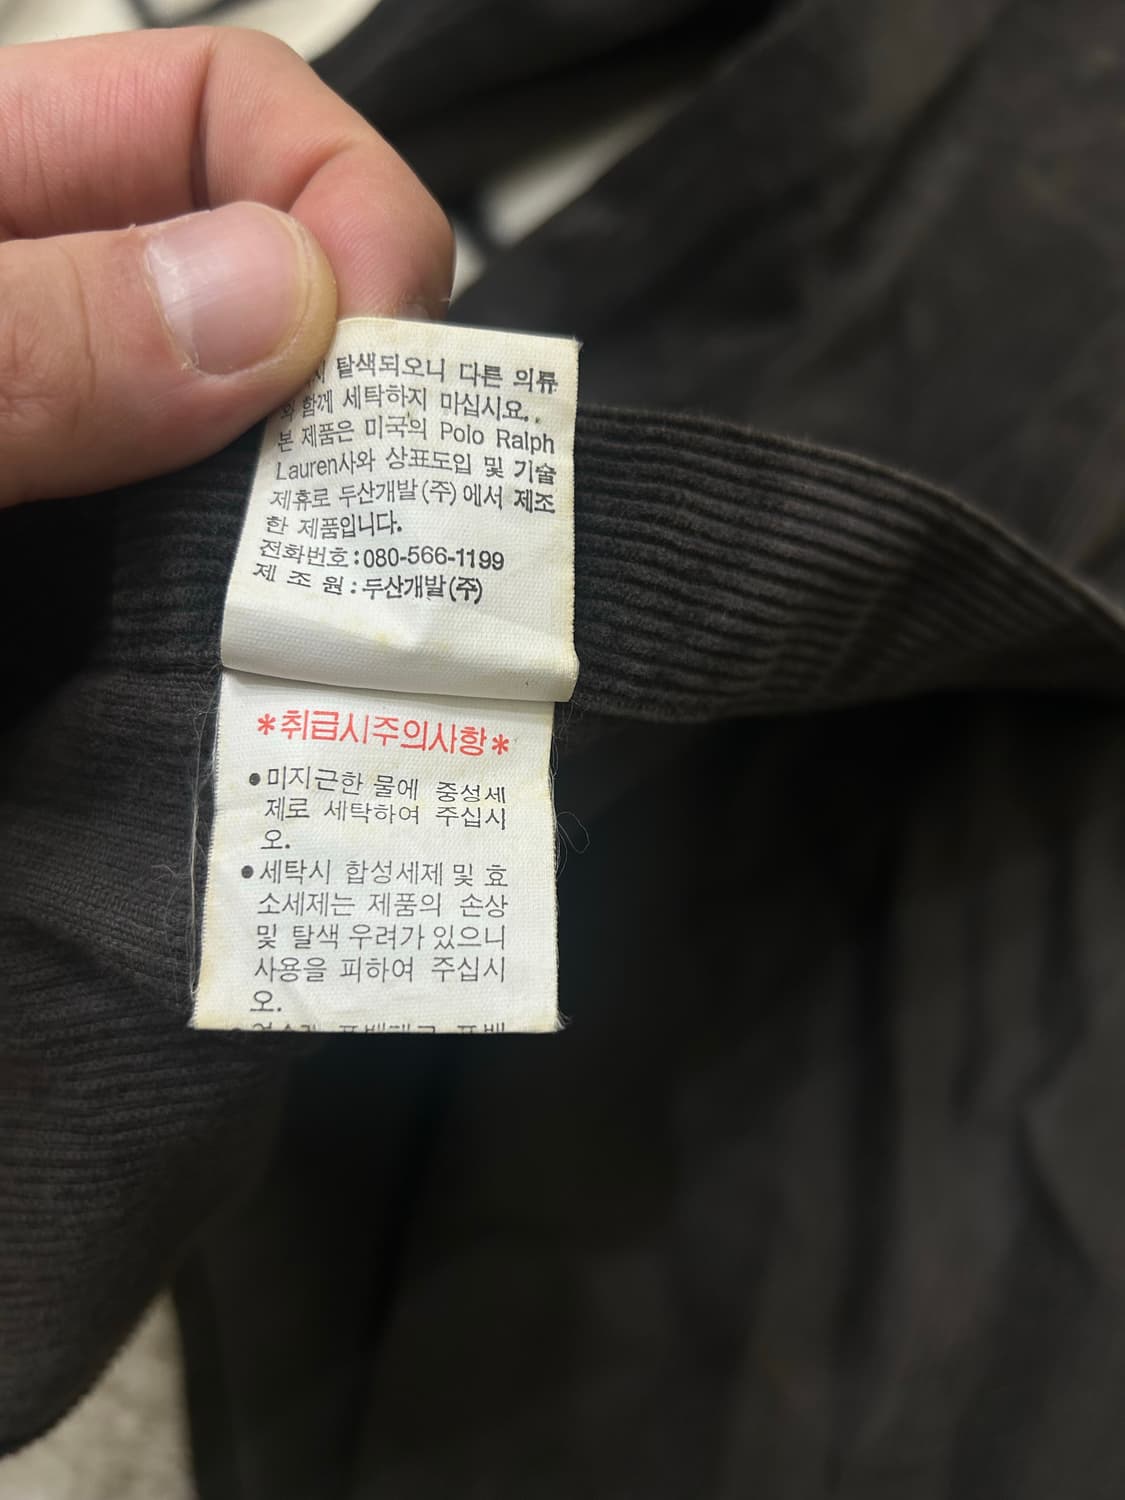 탈색되오니 다른 의류
함께 세탁하지 마십시요.
본 제품은 미국의 Polo Ralph
Lauren사와 상표도입 및 기술
제휴로 두산개발(주)에서 제조
한 제품입니다.
전화번호:080-566-1199
제 조 원:두산개발(주)
*취급시주의사항*
●미지근한 물에 중성세
제로 세탁하여 주십시
오.
●세탁시 합성세제 및 효
소세제는 제품의 손상
및 탈색 우려가 있으니
사용을 피하여 주십시
오.